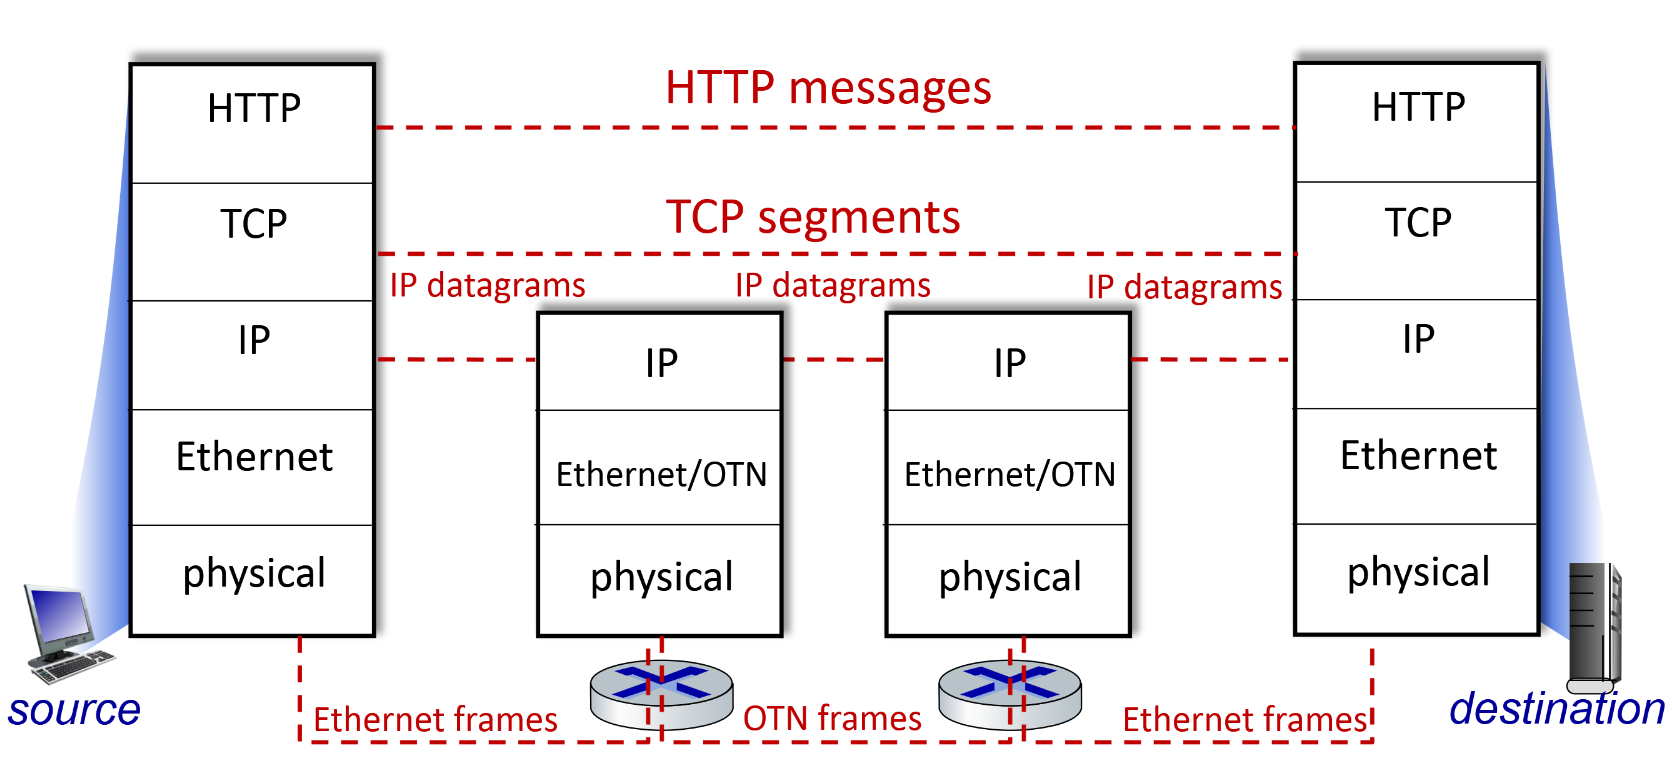 HTTP messages
HTTP
HTTP
TCP segments
TCP
TCP
IP datagrams
IP datagrams
IP datagrams
IP
IP
IP
IP
Ethernet
Ethernet/OTN
Ethernet/OTN
Ethernet
physical
physical
physical
physical
source
Ethernet frames
OTN frames
Ethernet frames
destination